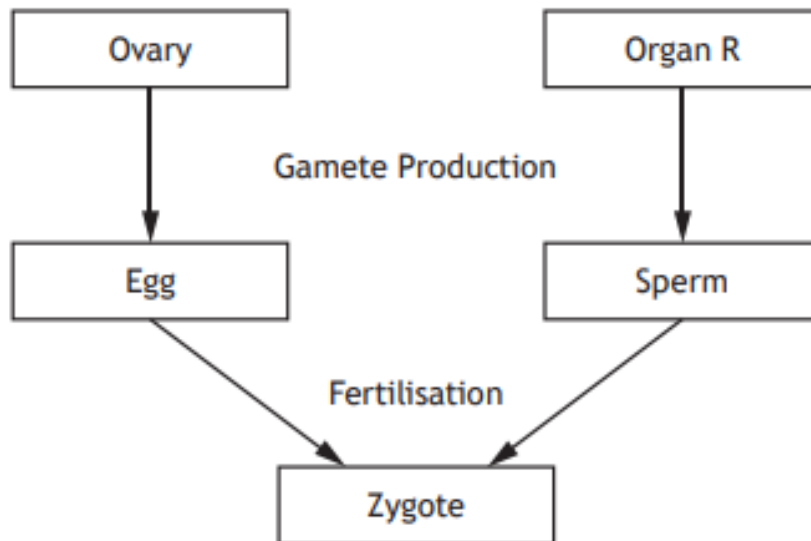 Ovary
Organ R
Gamete Production
Egg
Sperm
Fertilisation
Zygote